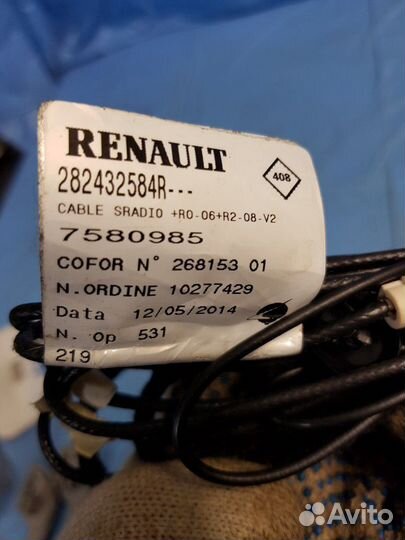 RENAULT
408
282432584R---
CABLE SRADIO +R0-06+R2-08-V2
7580985
COFOR N° 268153 01
N.ORDINE 10277429
Data 12/05/2014
N. Op 531
219
Avito